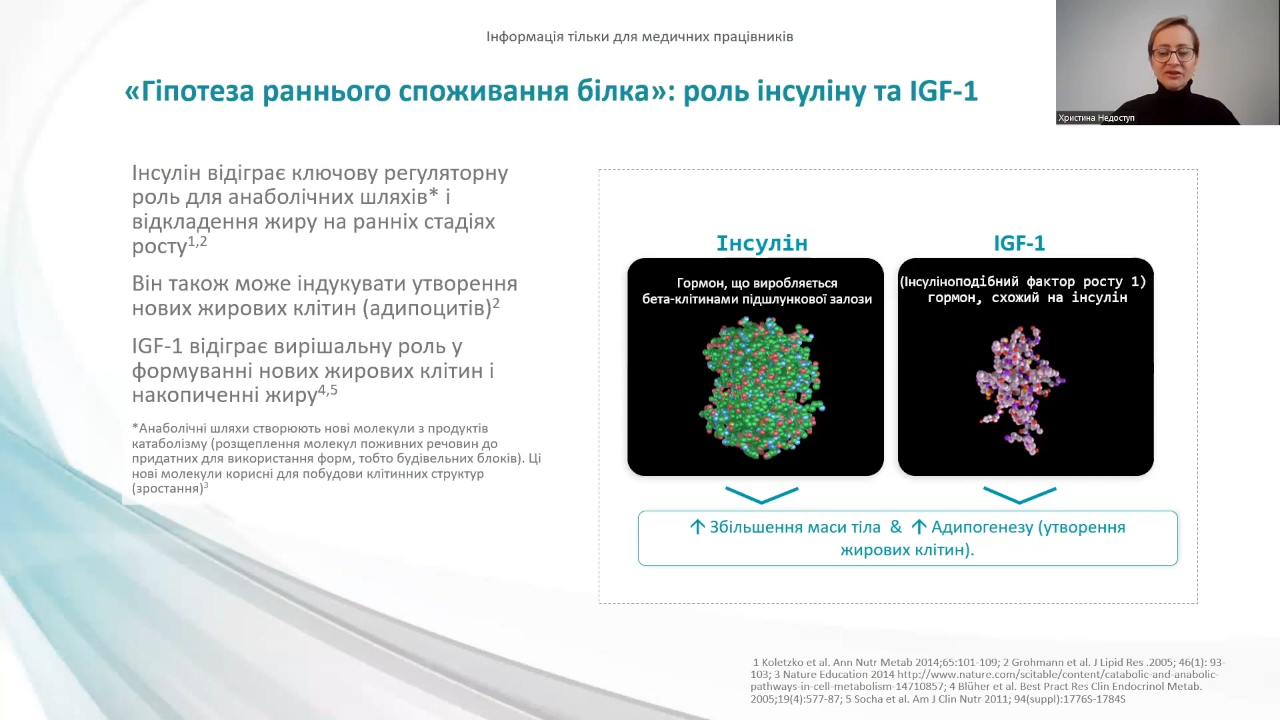 Інформація тільки для медичних працівників
«Гіпотеза раннього споживання білка»: роль інсуліну та IGF-1
Христина Недоступ
Інсулін відіграє ключову регуляторну
роль для анаболічних шляхів* і
відкладення жиру на ранніх стадіях
росту1,2
Він також може індукувати утворення
нових жирових клітин (адипоцитів)2
IGF-1 відіграє вирішальну роль у
формуванні нових жирових клітин і
накопиченні жиру4,5
*Анаболічні шляхи створюють нові молекули з продуктів
катаболізму (розщеплення молекул поживних речовин до
придатних для використання форм, тобто будівельних блоків). Ці
нові молекули корисні для побудови клітинних структур
(зростання)3
Інсулін
Гормон, що виробляється
бета-клітинами підшлункової залози
IGF-1
(Інсуліноподібний фактор росту 1)
гормон, схожий на інсулін
↑ Збільшення маси тіла & ↑ Адипогенезу (утворення
жирових клітин).
1 Koletzko et al. Ann Nutr Metab 2014;65:101-109; 2 Grohmann et al. J Lipid Res .2005; 46(1): 93-
103; 3 Nature Education 2014 http://www.nature.com/scitable/content/catabolic-and-anabolic-
pathways-in-cell-metabolism-14710857; 4 Blüher et al. Best Pract Res Clin Endocrinol Metab.
2005;19(4):577-87; 5 Socha et al. Am J Clin Nutr 2011; 94(suppl):1776S-1784S